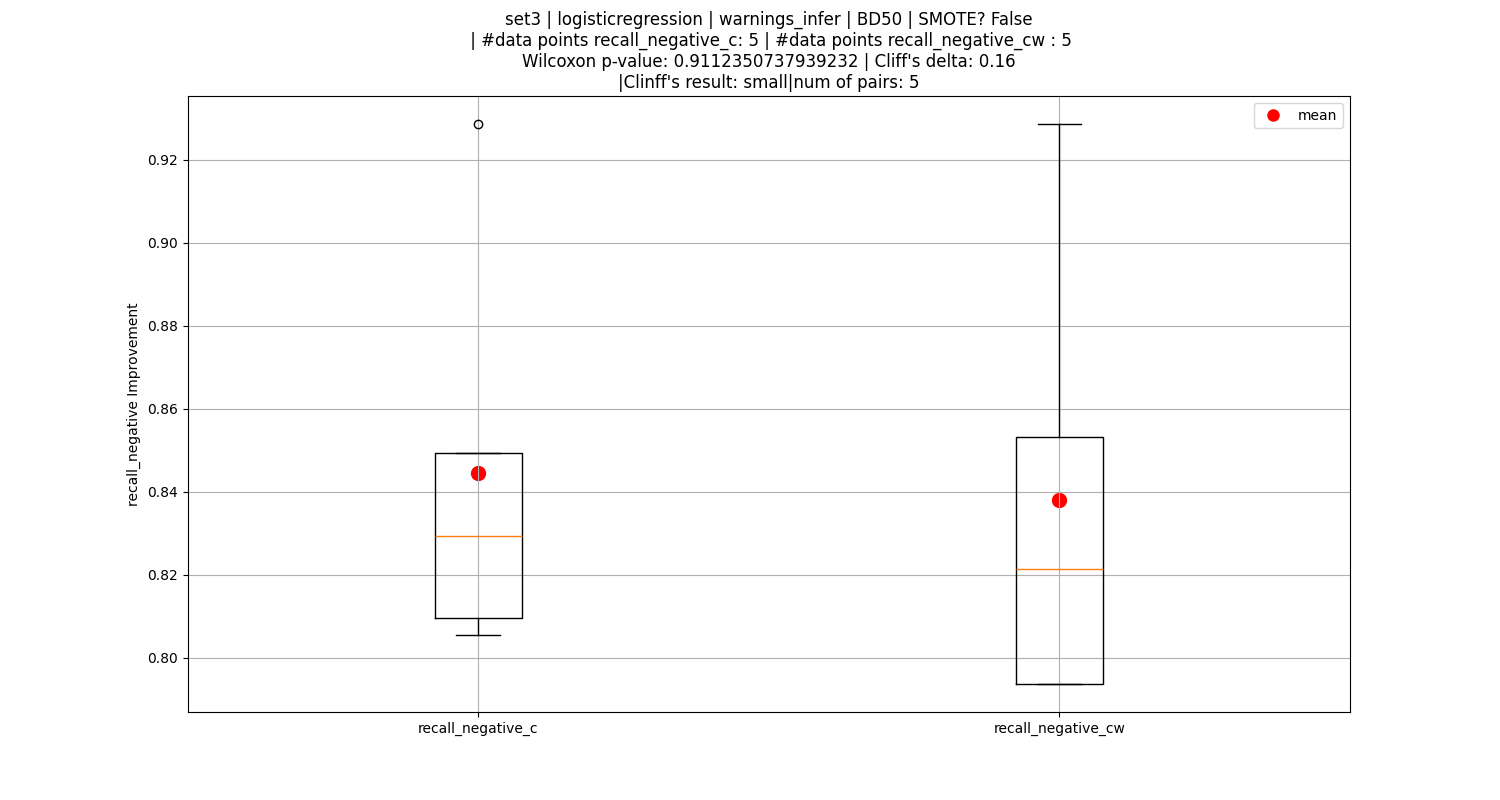 set3 | logisticregression | warnings_infer | BD50 | SMOTE? False
| #data points recall_negative_c: 5 | #data points recall_negative_cw : 5
Wilcoxon p-value: 0.9112350737939232 | Cliff's delta: 0.16
|Clinff's result: small|num of pairs: 5
mean
0.92
0.90
0.88
0.86
0.84
0.82
0.80
recall_negative Improvement
recall_negative_c
recall_negative_cw